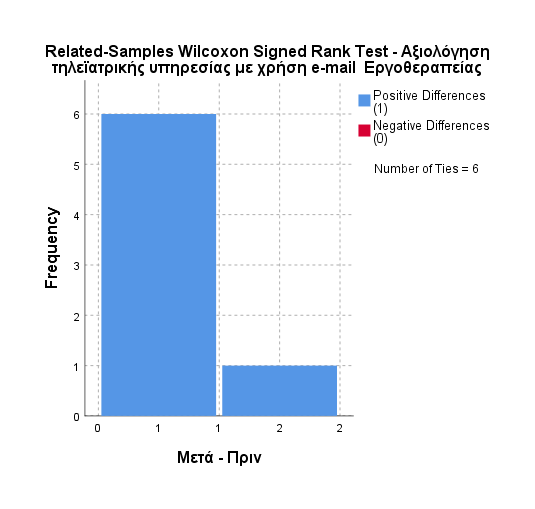 Related-Samples Wilcoxon Signed Rank Test - Αξιολόγηση
τηλεϊατρικής υπηρεσίας με χρήση e-mail Εργοθεραπείας
Positive Differences
(1)
Negative Differences
(0)
Number of Ties = 6
Frequency
6
5
4
3
2
1
0
0 1 1 2 2
Μετά - Πριν